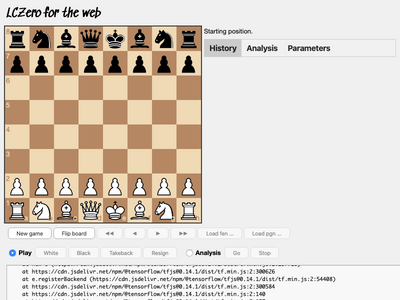 LCZero for the web
Starting position.
History Analysis Parameters
8
7
6
5
4
3
2
New game Flip board Load fen ... Load pgn ...
Play White Black Takeback Resign Analysis Go Stop
at https://cdn.jsdelivr.net/npm/@tensorflow/tfjs@0.14.1/dist/tf.min.js:2:300626
at e.registerBackend (https://cdn.jsdelivr.net/npm/@tensorflow/tfjs@0.14.1/dist/tf.min.js:2:54408)
at https://cdn.jsdelivr.net/npm/@tensorflow/tfjs@0.14.1/dist/tf.min.js:2:300584
at https://cdn.jsdelivr.net/npm/@tensorflow/tfjs@0.14.1/dist/tf.min.js:2:140